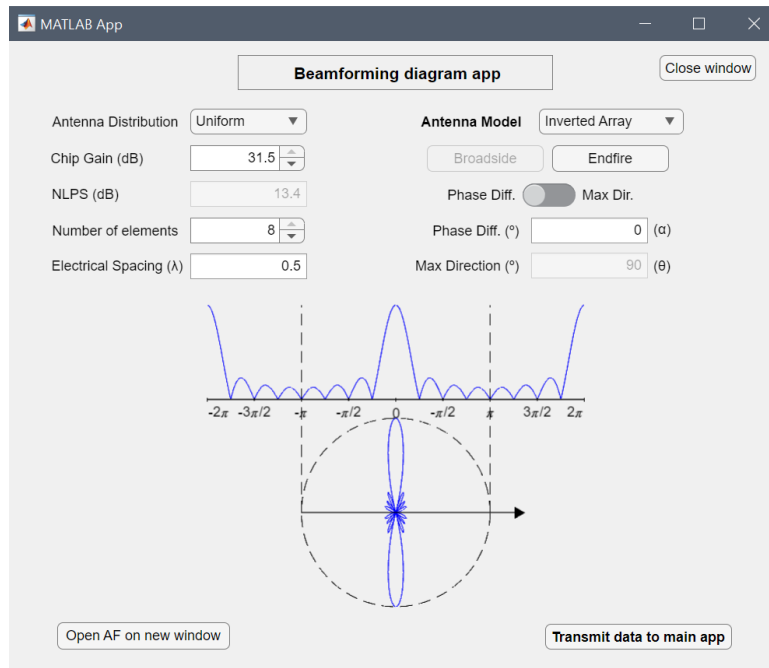 MATLAB App
Beamforming diagram app
Close window
Antenna Distribution Uniform
Antenna Model Inverted Array
Chip Gain (dB) 31.5
Broadside Endfire
NLPS (dB) 13.4
Phase Diff. Max Dir.
Number of elements 8
Phase Diff. (º) 0 (α)
Electrical Spacing (λ) 0.5
Max Direction (º) 90 (θ)
-2π -3π/2 -π -π/2 0 -π/2 π 3π/2 2π
Open AF on new window
Transmit data to main app